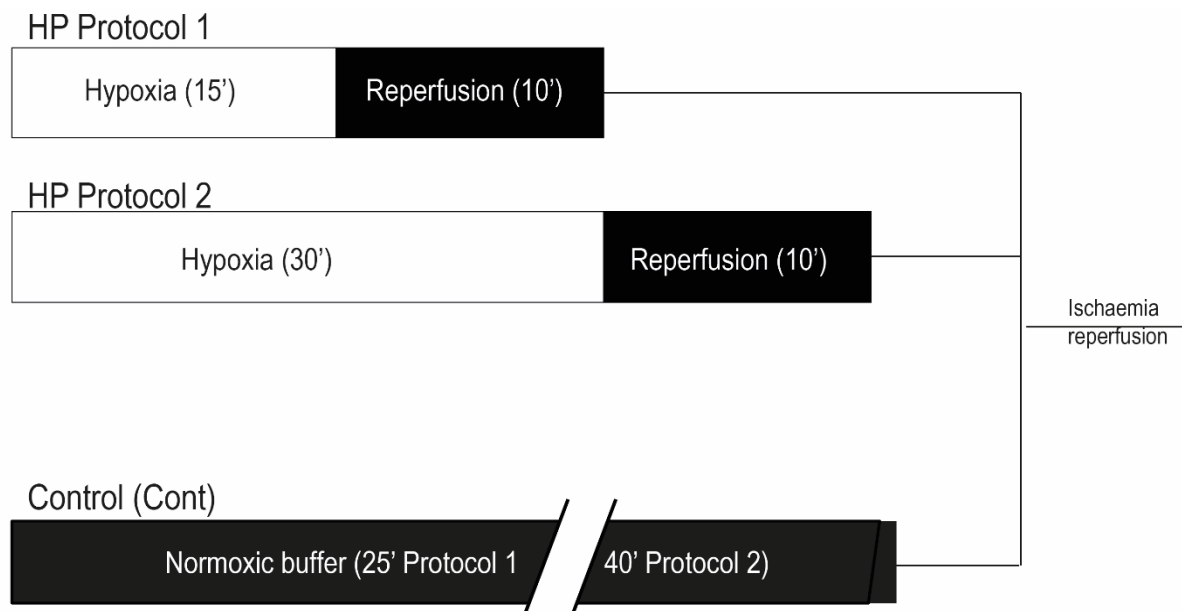 HP Protocol 1
Hypoxia (15’) Reperfusion (10’)
HP Protocol 2
Hypoxia (30’) Reperfusion (10’)
Ischaemia
reperfusion
Control (Cont)
Normoxic buffer (25’ Protocol 1 40’ Protocol 2)